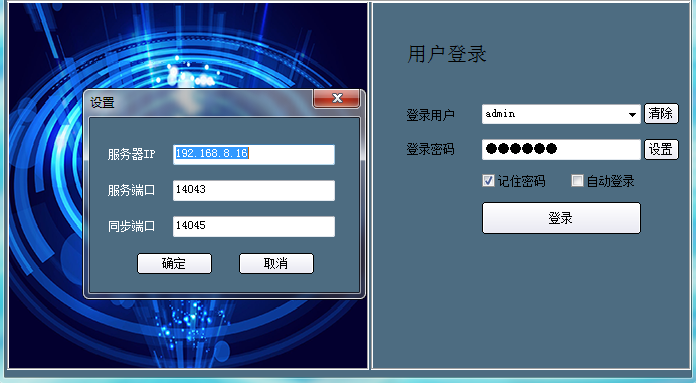 用户登录
设置
登录用户 admin 清除
服务器IP 192.168.8.16
登录密码 ●●●●●● 设置
服务端口 14043
记住密码 自动登录
同步端口 14045
登录
确定 取消